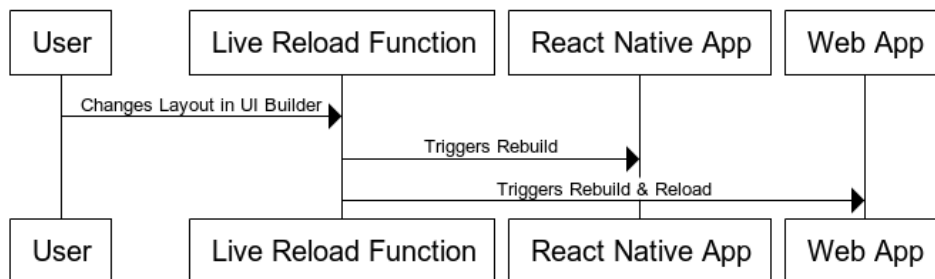 User
Live Reload Function
React Native App
Web App
Changes Layout in UI Builder
Triggers Rebuild
Triggers Rebuild & Reload
User
Live Reload Function
React Native App
Web App